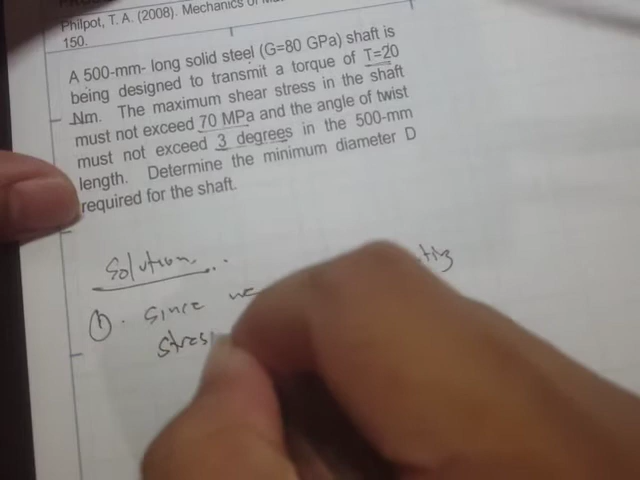 Philpot, T. A. (2008). Mechanics of
150.
A 500-mm- long solid steel (G=80 GPa) shaft is
being designed to transmit a torque of T=20
Nm. The maximum shear stress in the shaft
must not exceed 70 MPa and the angle of twist
must not exceed 3 degrees in the 500-mm
length. Determine the minimum diameter D
required for the shaft.
Solution.
① . Since we
stress